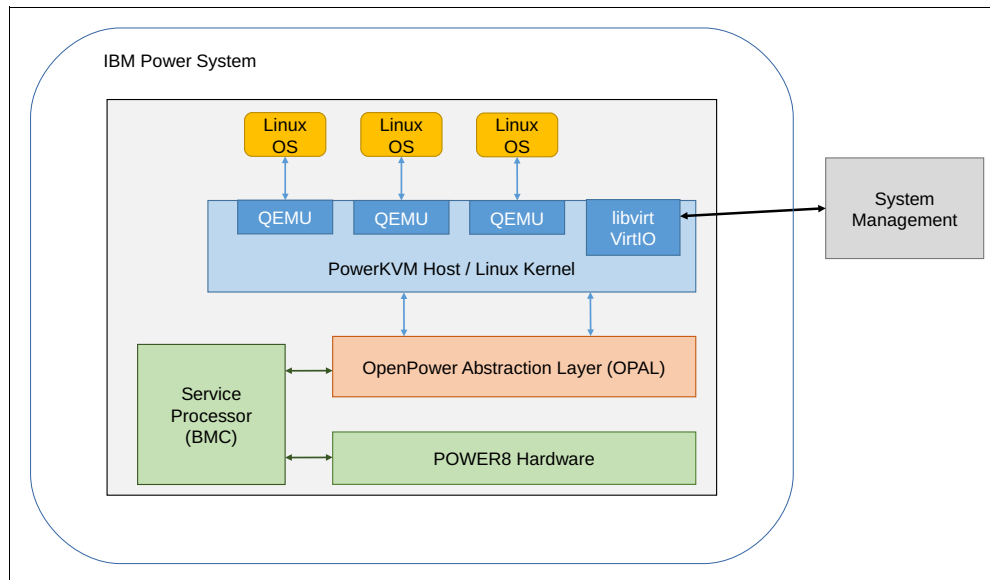 IBM Power System
Linux
OS
Linux
OS
Linux
OS
QEMU
QEMU
QEMU
libvirt
VirtIO
PowerKVM Host / Linux Kernel
System
Management
OpenPower Abstraction Layer (OPAL)
Service
Processor
(BMC)
POWER8 Hardware